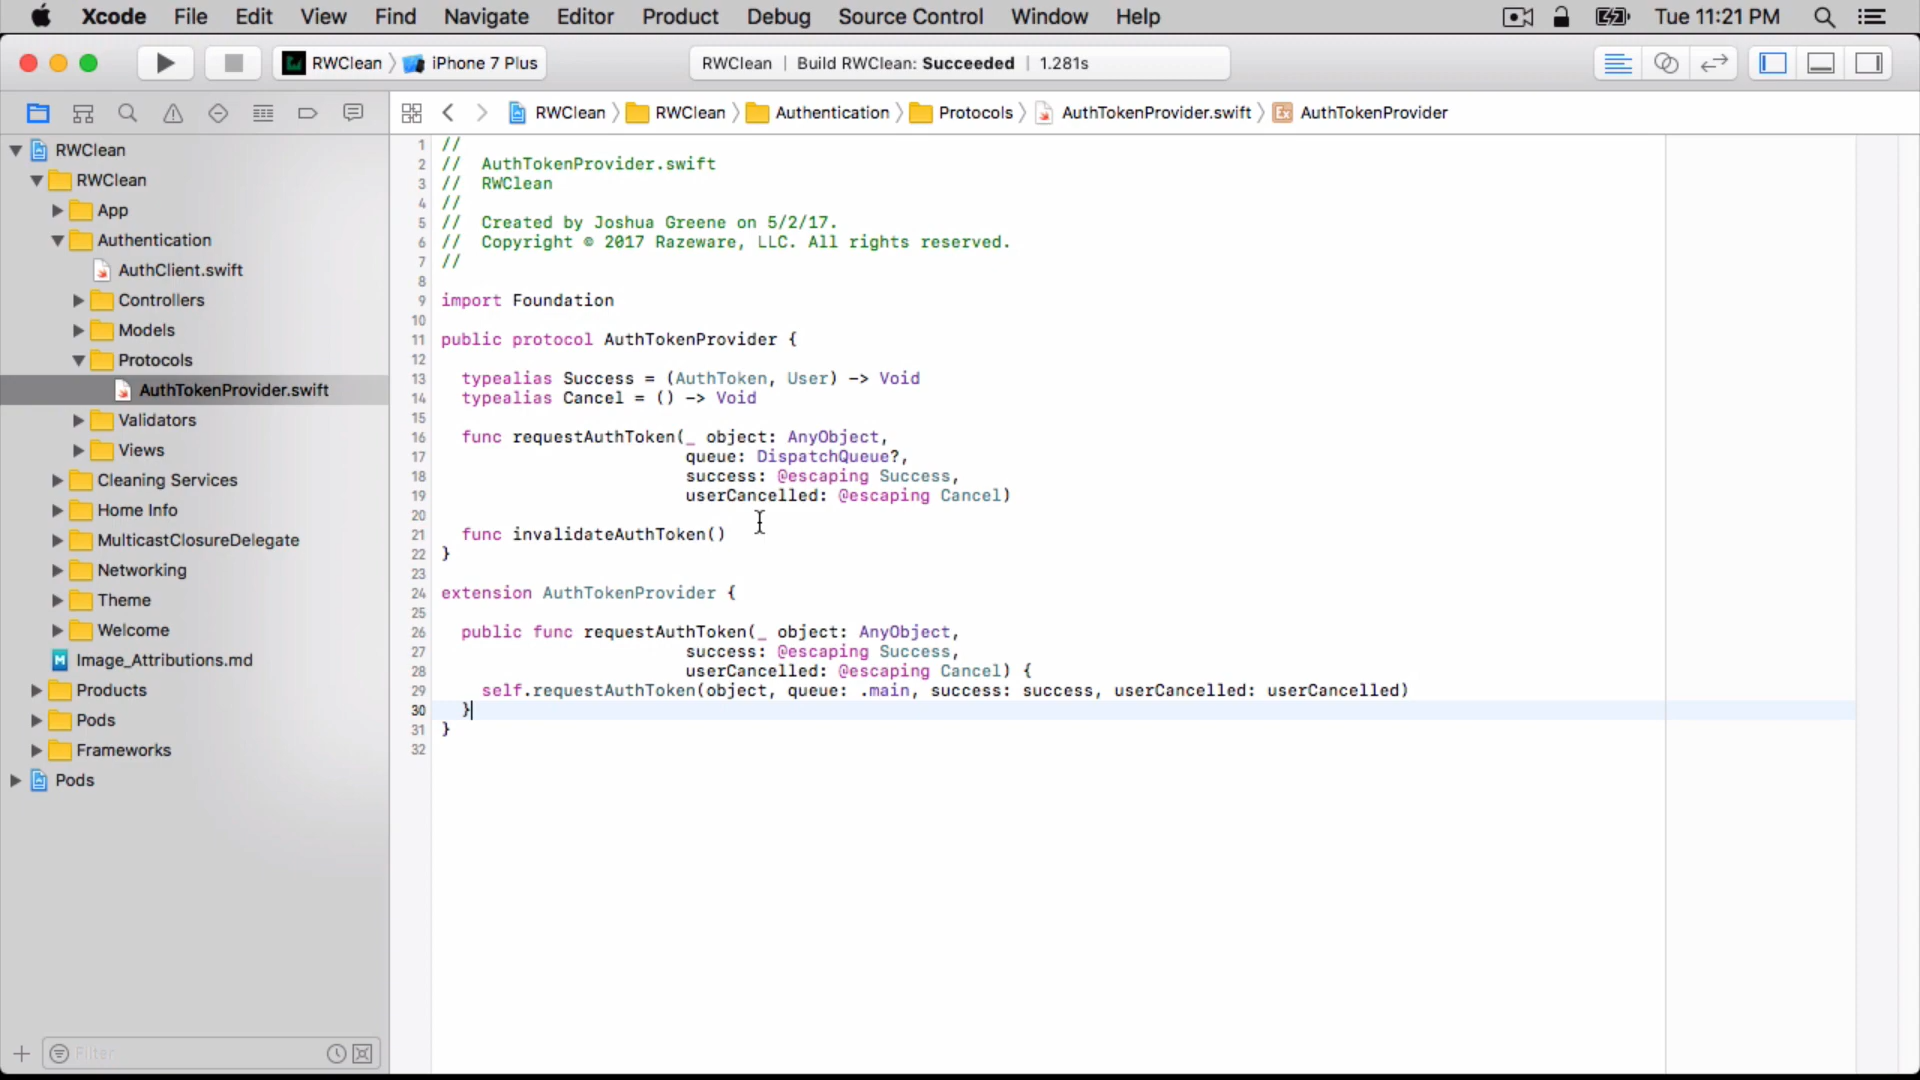 Xcode File Edit View Find Navigate Editor Product Debug Source Control Window Help Tue 11:21 PM
RWClean iPhone 7 Plus RWClean | Build RWClean: Succeeded | 1.281s
RWClean RWClean Authentication Protocols AuthTokenProvider.swift Ex AuthTokenProvider
RWClean
RWClean
App
Authentication
AuthClient.swift
Controllers
Models
Protocols
AuthTokenProvider.swift
Validators
Views
Cleaning Services
Home Info
MulticastClosureDelegate
Networking
Theme
Welcome
M Image_Attributions.md
Products
Pods
Frameworks
Pods
Filter
1 //
2 //  AuthTokenProvider.swift
3 //  RWClean
4 //
5 //  Created by Joshua Greene on 5/2/17.
6 //  Copyright © 2017 Razeware, LLC. All rights reserved.
7 //
8
9 import Foundation
10
11 public protocol AuthTokenProvider {
12
13   typealias Success = (AuthToken, User) -> Void
14   typealias Cancel = () -> Void
15
16   func requestAuthToken(_ object: AnyObject,
17                         queue: DispatchQueue?,
18                         success: @escaping Success,
19                         userCancelled: @escaping Cancel)
20
21   func invalidateAuthToken()
22 }
23
24 extension AuthTokenProvider {
25
26   public func requestAuthToken(_ object: AnyObject,
27                         success: @escaping Success,
28                         userCancelled: @escaping Cancel) {
29     self.requestAuthToken(object, queue: .main, success: success, userCancelled: userCancelled)
30   }
31 }
32